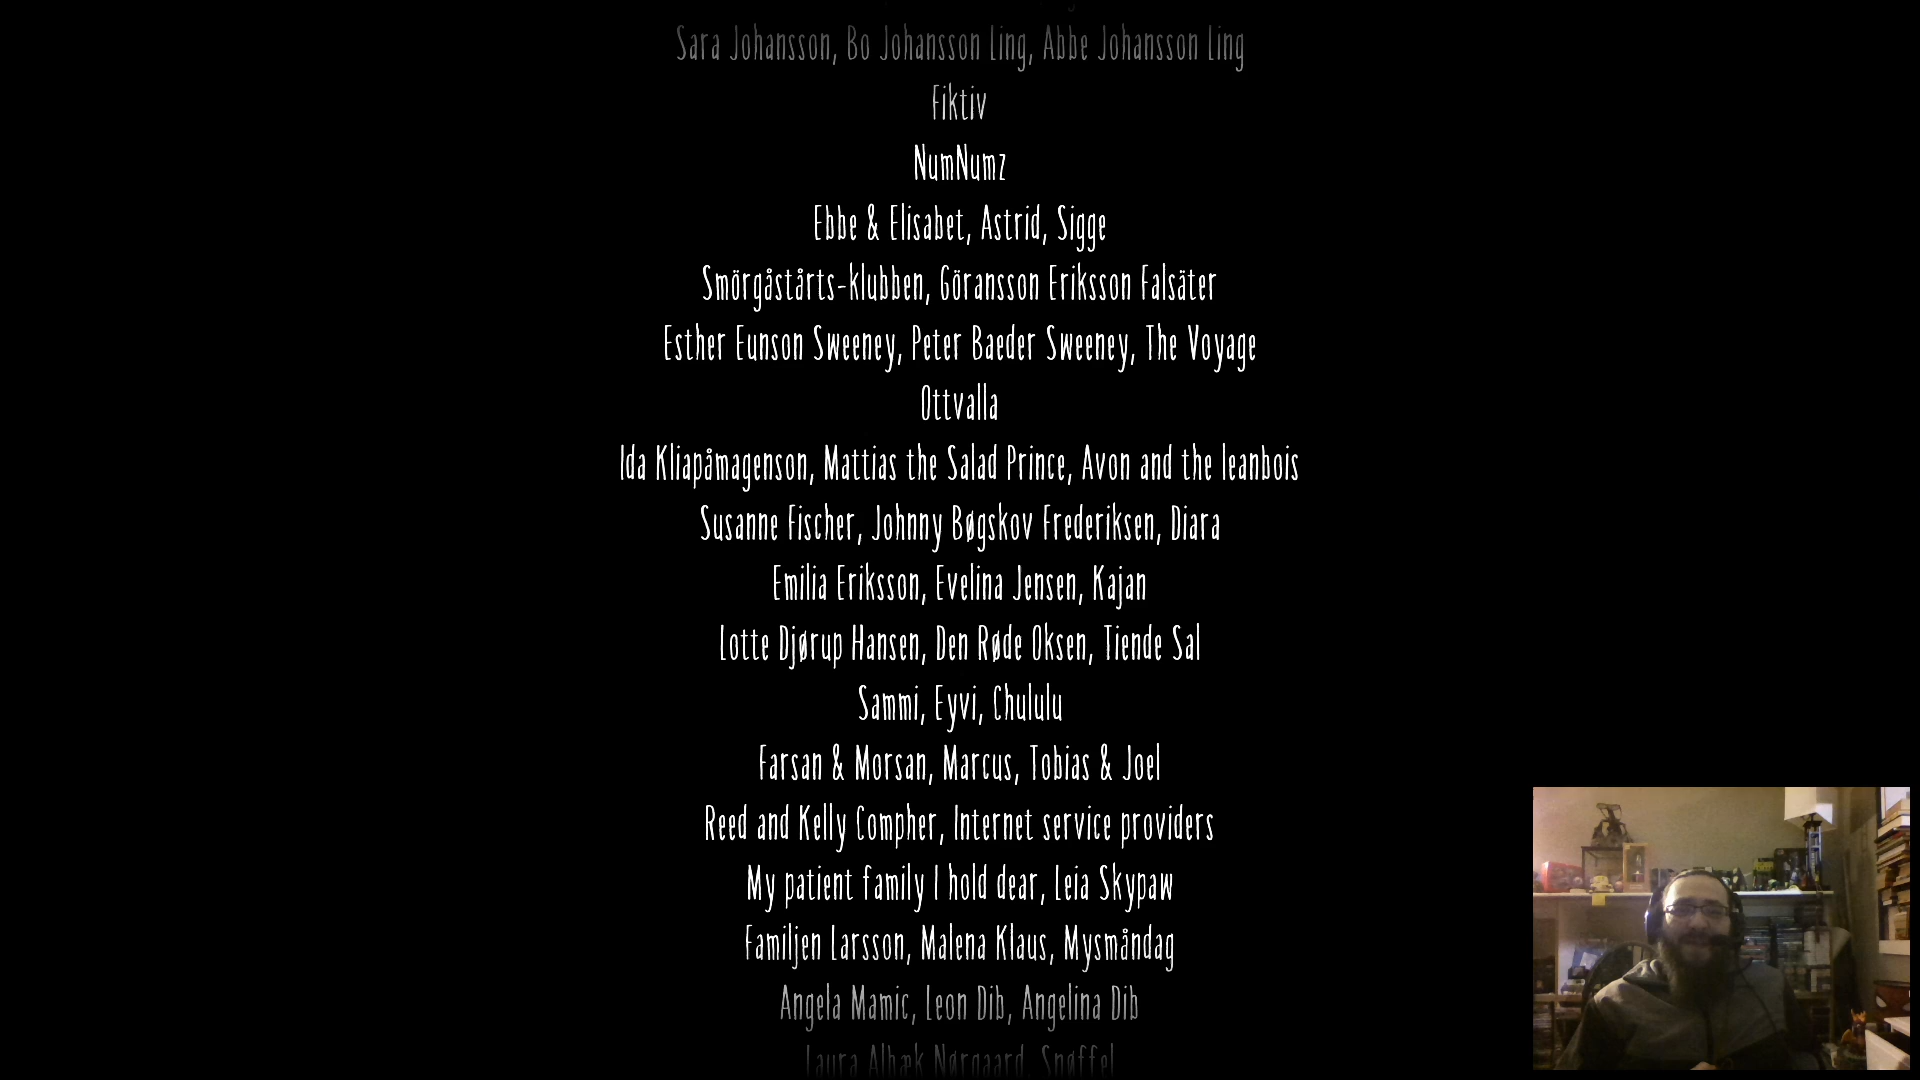 Sara Johansson, Bo Johansson Ling, Abbe Johansson Ling
Fiktiv
NumNumz
Ebbe & Elisabet, Astrid, Sigge
Smörgåstårts-klubben, Göransson Eriksson Falsäter
Esther Eunson Sweeney, Peter Baeder Sweeney, The Voyage
Ottvalla
Ida Kliapåmagenson, Mattias the Salad Prince, Avon and the leanbois
Susanne Fischer, Johnny Bøgskov Frederiksen, Diara
Emilia Eriksson, Evelina Jensen, Kajan
Lotte Djørup Hansen, Den Røde Oksen, Tiende Sal
Sammi, Eyvi, Chululu
Farsan & Morsan, Marcus, Tobias & Joel
Reed and Kelly Compher, Internet service providers
My patient family I hold dear, Leia Skypaw
Familjen Larsson, Malena Klaus, Mysmåndag
Angela Mamic, Leon Dib, Angelina Dib
Laura Albæk Nørgaard, Snøffel